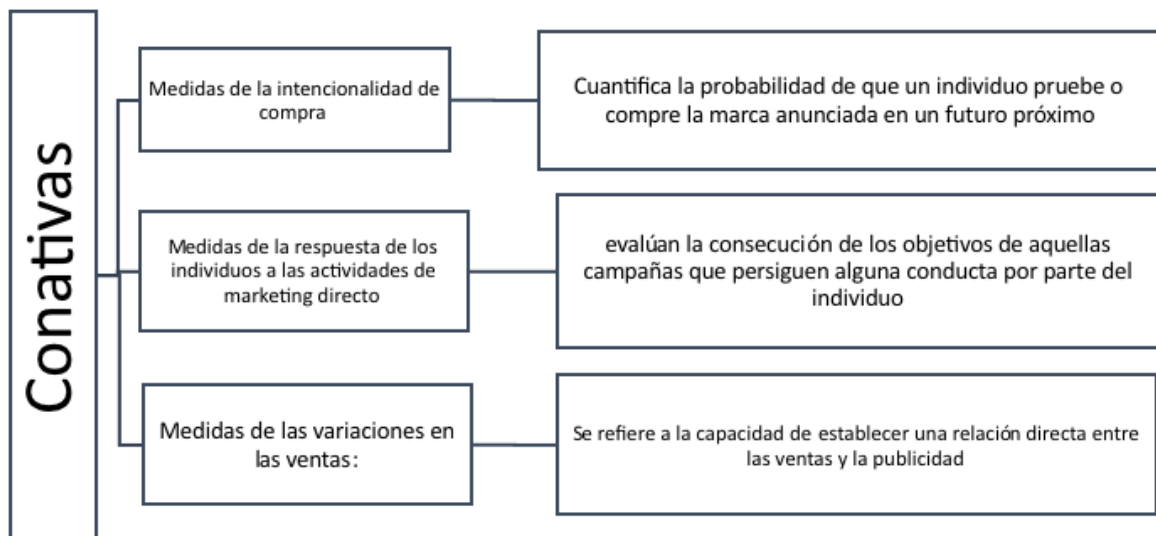 Conativas
Medidas de la intencionalidad de
compra
Cuantifica la probabilidad de que un individuo pruebe o
compre la marca anunciada en un futuro próximo
Medidas de la respuesta de los
individuos a las actividades de
marketing directo
evalúan la consecución de los objetivos de aquellas
campañas que persiguen alguna conducta por parte del
individuo
Medidas de las variaciones en
las ventas:
Se refiere a la capacidad de establecer una relación directa entre
las ventas y la publicidad